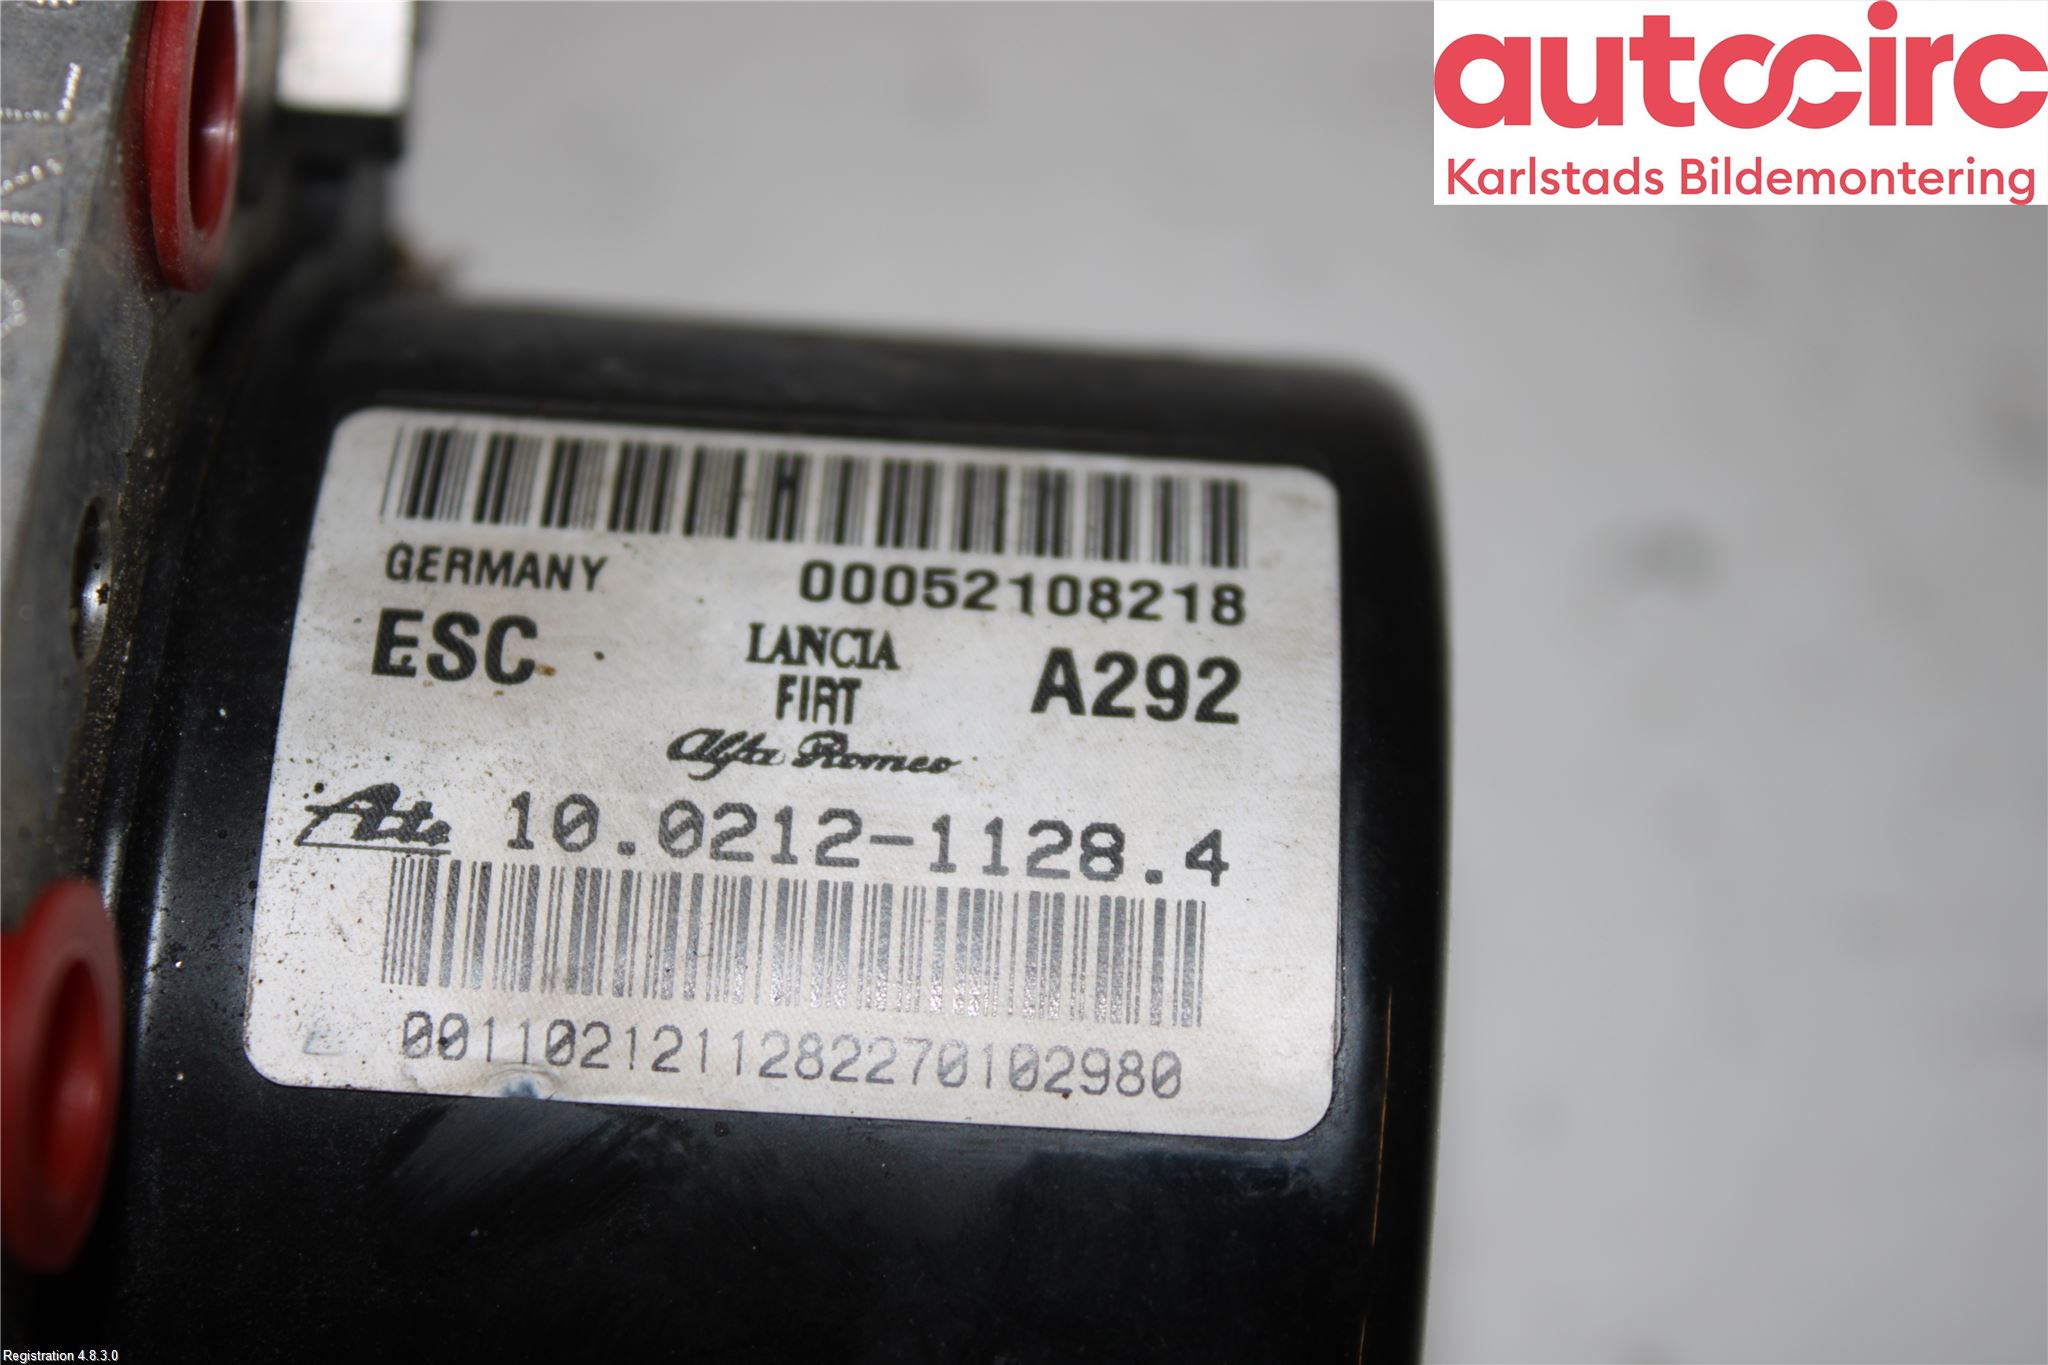 autocirc
Karlstads Bildemontering
GERMANY 00052108218
ESC LANCIA A292
FIAT
Alfa Romeo
Ate 10.0212-1128.4
0011021211282270102980
Registration 4.8.3.0